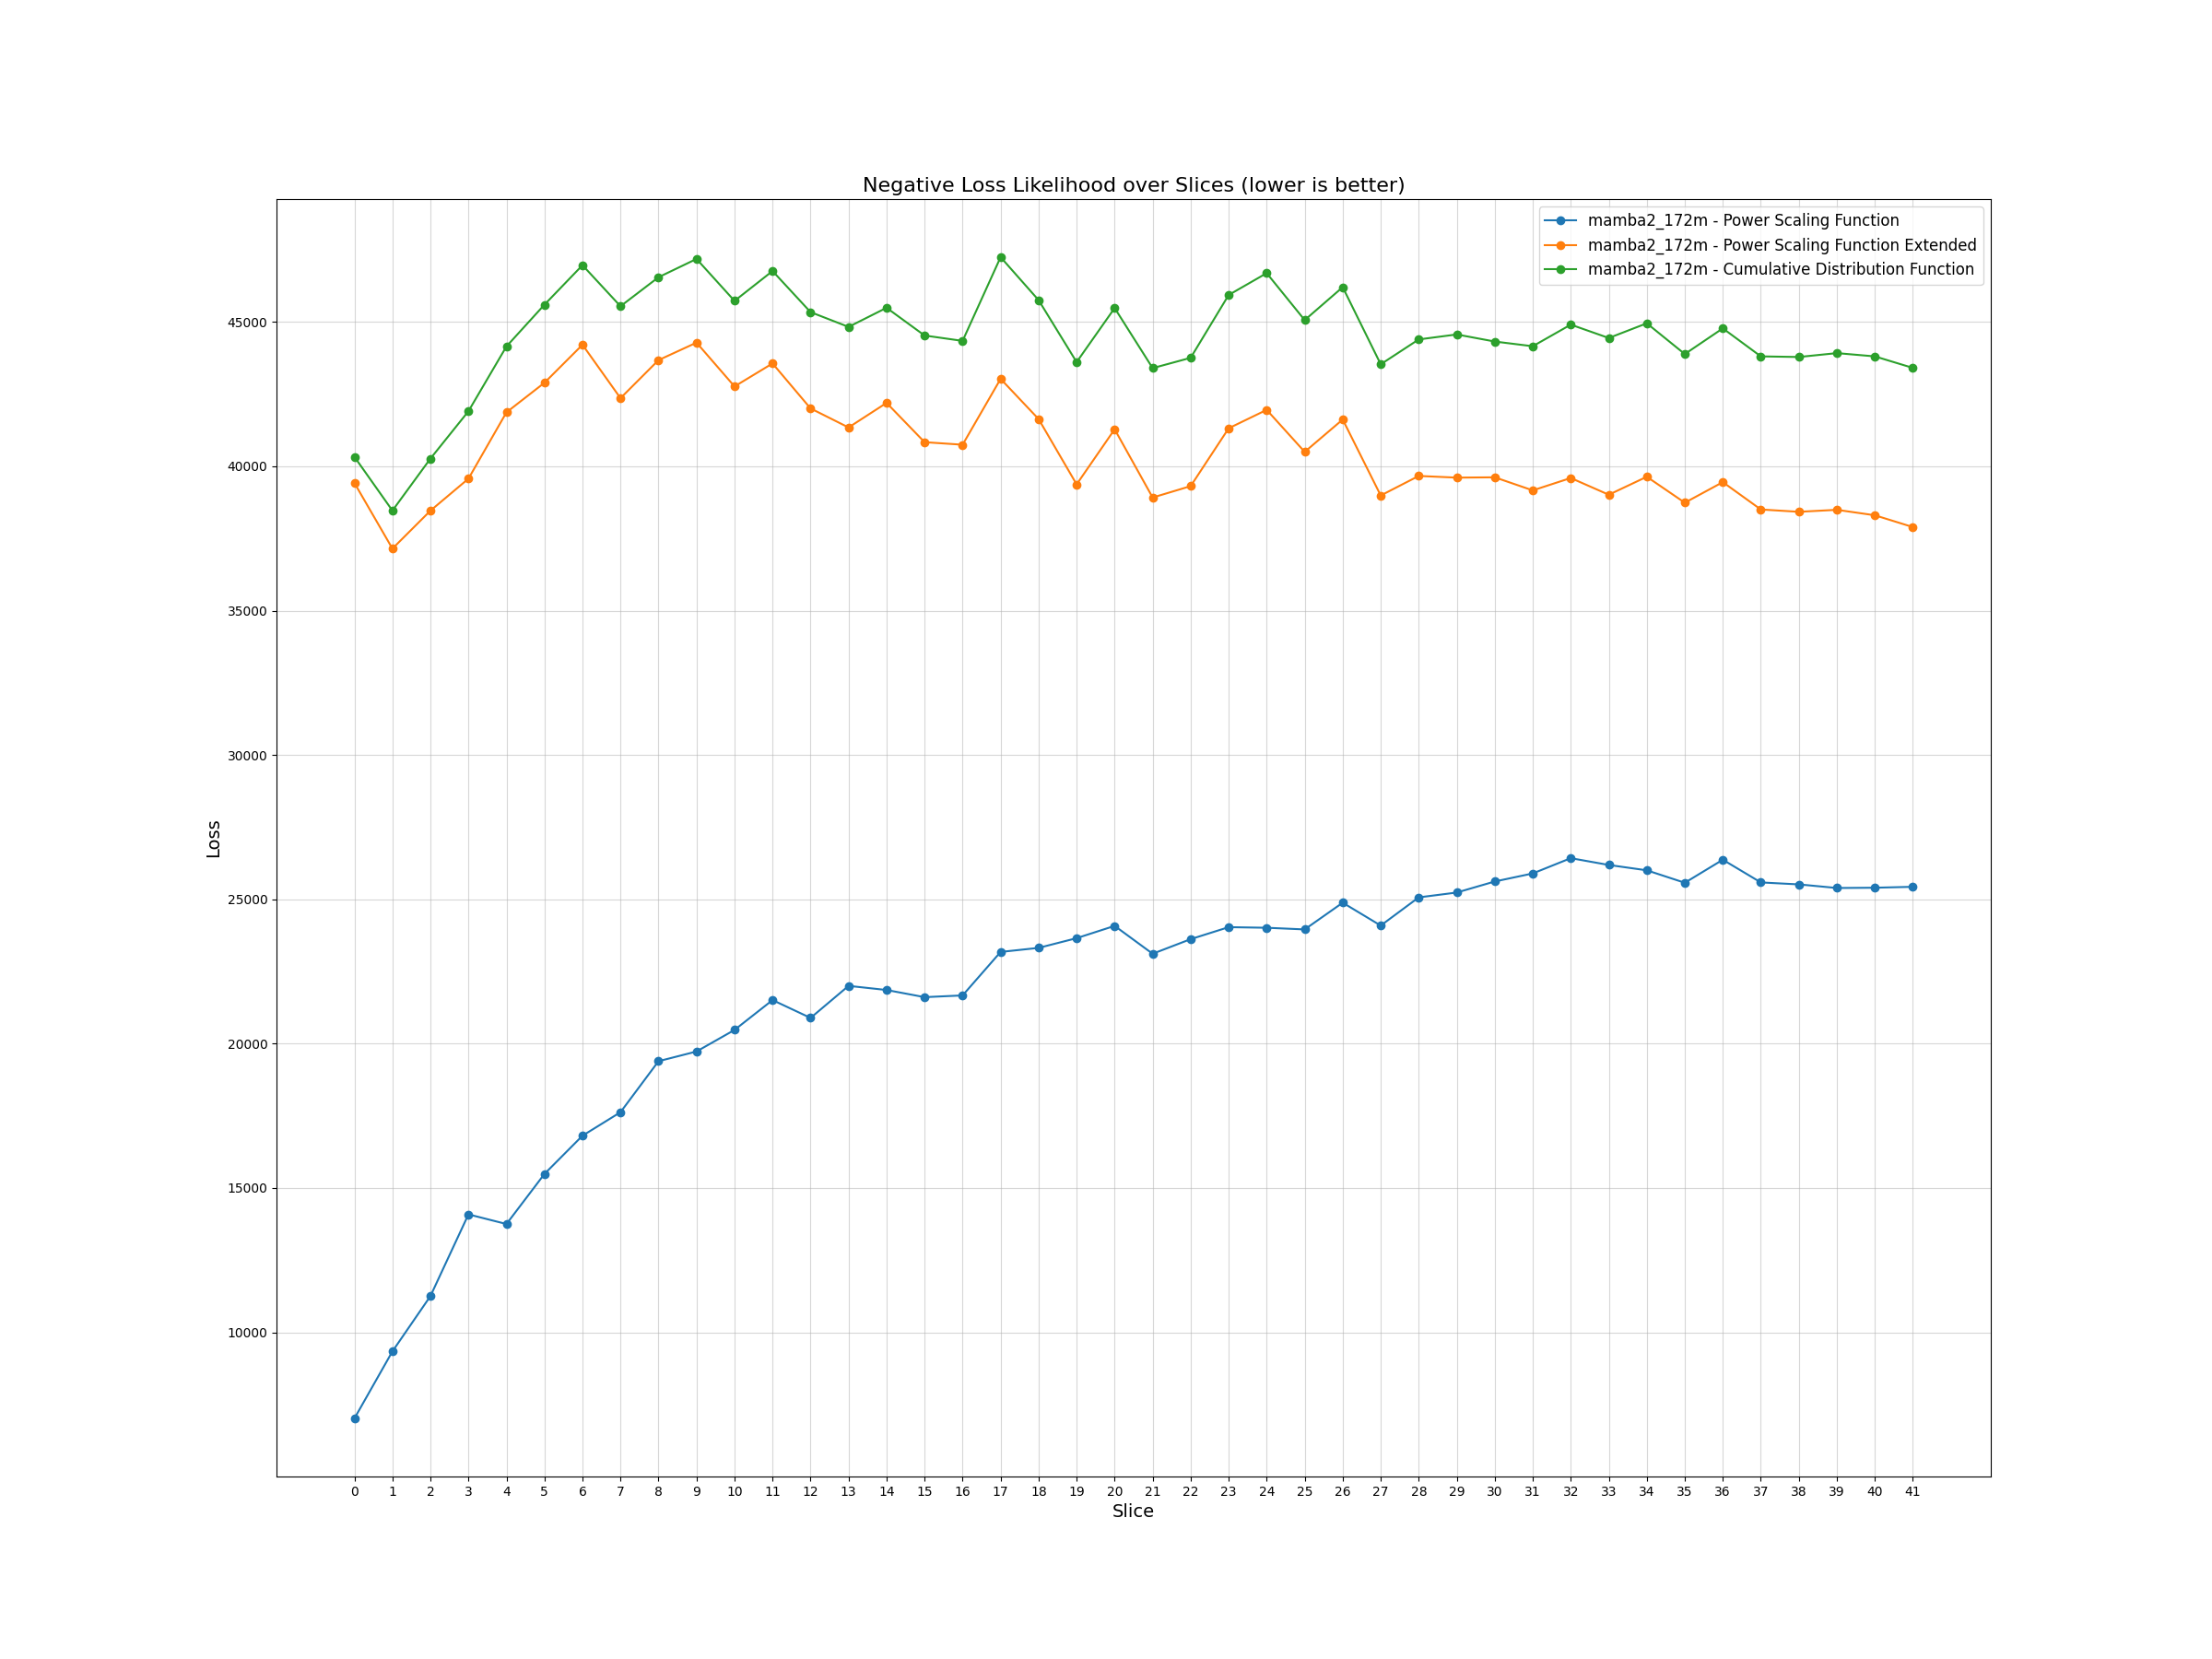 Negative Loss Likelihood over Slices (lower is better)
mamba2_172m - Power Scaling Function
mamba2_172m - Power Scaling Function Extended
mamba2_172m - Cumulative Distribution Function
45000
40000
35000
30000
25000
20000
15000
10000
Loss
0 1 2 3 4 5 6 7 8 9 10 11 12 13 14 15 16 17 18 19 20 21 22 23 24 25 26 27 28 29 30 31 32 33 34 35 36 37 38 39 40 41
Slice